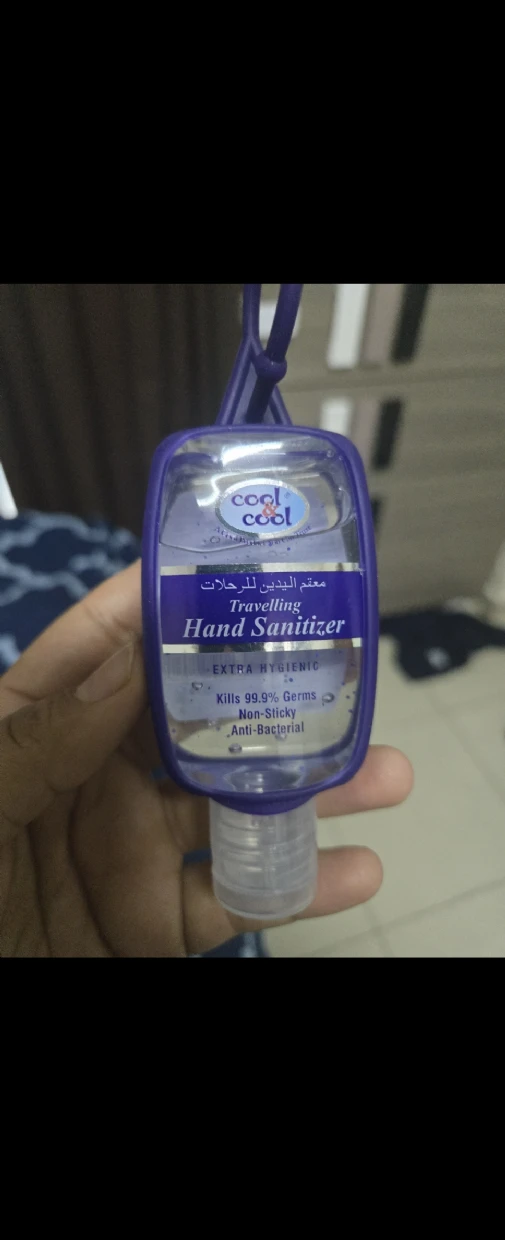 cool
&
cool
معقم اليدين للرحلات
Travelling
Hand Sanitizer
EXTRA HYGIENIC
Kills 99.9% Germs
Non-Sticky
Anti-Bacterial